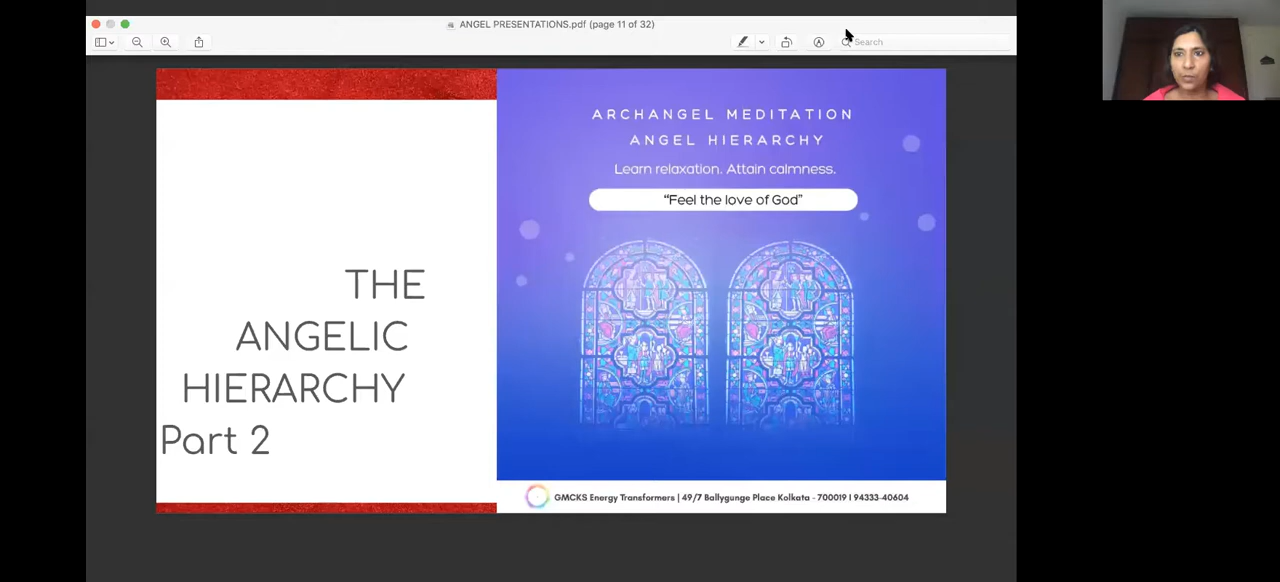 ANGEL PRESENTATIONS.pdf (page 11 of 32)
Search
THE
ANGELIC
HIERARCHY
Part 2
ARCHANGEL MEDITATION
ANGEL HIERARCHY
Learn relaxation. Attain calmness.
“Feel the love of God”
GMCKS Energy Transformers | 49/7 Ballygunge Place Kolkata - 700019 I 94333-40604